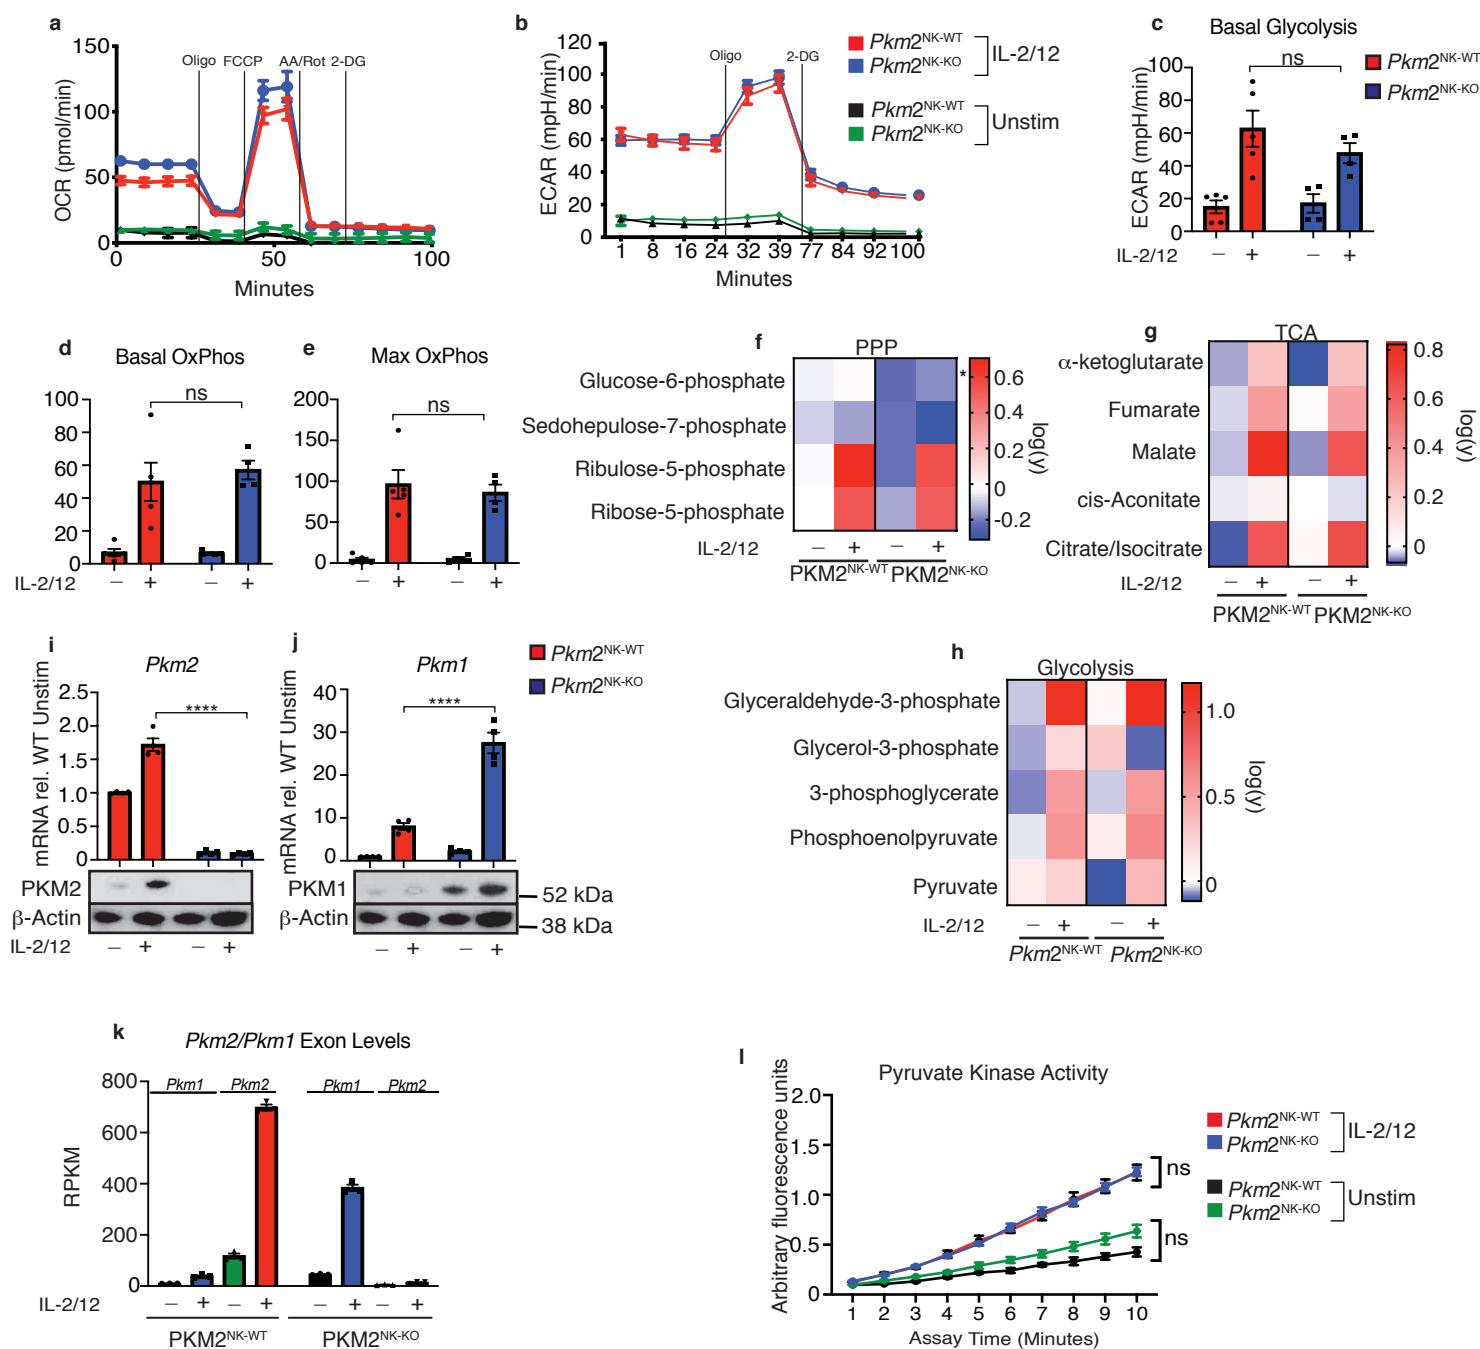 a
OCR (pmol/min)
150
100
50
0
Oligo FCCP AA/Rot 2-DG
0 50 100
Minutes
b
ECAR (mpH/min)
120
100
80
60
40
20
0
Oligo 2-DG
1 8 16 24 32 39 77 84 92 100
Minutes
Pkm2NK-WT
Pkm2NK-KO
IL-2/12
Pkm2NK-WT
Pkm2NK-KO
Unstim
c
Basal Glycolysis
ECAR (mpH/min)
100
80
60
40
20
0
ns
Pkm2NK-WT
Pkm2NK-KO
IL-2/12 – + – +
d
Basal OxPhos
100
80
60
40
20
0
ns
IL-2/12 – + – +
e
Max OxPhos
200
150
100
50
0
ns
– + – +
f
PPP
Glucose-6-phosphate
Sedohepulose-7-phosphate
Ribulose-5-phosphate
Ribose-5-phosphate
*
0.6
0.4
0.2
0
-0.2
log(y)
IL-2/12 – + – +
PKM2NK-WT PKM2NK-KO
g
TCA
α-ketoglutarate
Fumarate
Malate
cis-Aconitate
Citrate/Isocitrate
0.8
0.6
0.4
0.2
0
log(y)
IL-2/12 – + – +
PKM2NK-WT PKM2NK-KO
i
Pkm2
mRNA rel. WT Unstim
2.5
2.0
1.5
1.0
0.5
0
****
PKM2
β-Actin
IL-2/12 – + – +
j
Pkm1
mRNA rel. WT Unstim
40
30
20
10
0
****
Pkm2NK-WT
Pkm2NK-KO
PKM1
52 kDa
β-Actin
38 kDa
– + – +
h
Glycolysis
Glyceraldehyde-3-phosphate
Glycerol-3-phosphate
3-phosphoglycerate
Phosphoenolpyruvate
Pyruvate
1.0
0.5
0
log(y)
IL-2/12 – + – +
Pkm2NK-WT Pkm2NK-KO
k
Pkm2/Pkm1 Exon Levels
RPKM
800
600
400
200
0
Pkm1 Pkm2 Pkm1 Pkm2
IL-2/12 – + – + – + – +
PKM2NK-WT PKM2NK-KO
l
Pyruvate Kinase Activity
Arbitrary fluorescence units
2.0
1.5
1.0
0.5
0
ns
ns
1 2 3 4 5 6 7 8 9 10
Assay Time (Minutes)
Pkm2NK-WT
Pkm2NK-KO
IL-2/12
Pkm2NK-WT
Pkm2NK-KO
Unstim